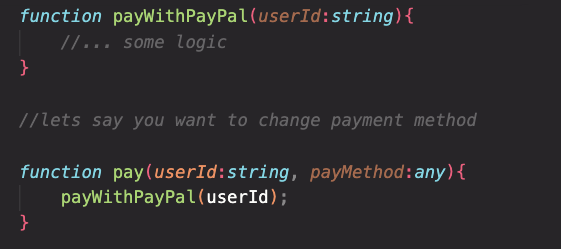 function payWithPayPal(userId:string){
//... some logic
}
//lets say you want to change payment method
function pay(userId:string, payMethod:any){
payWithPayPal(userId);
}